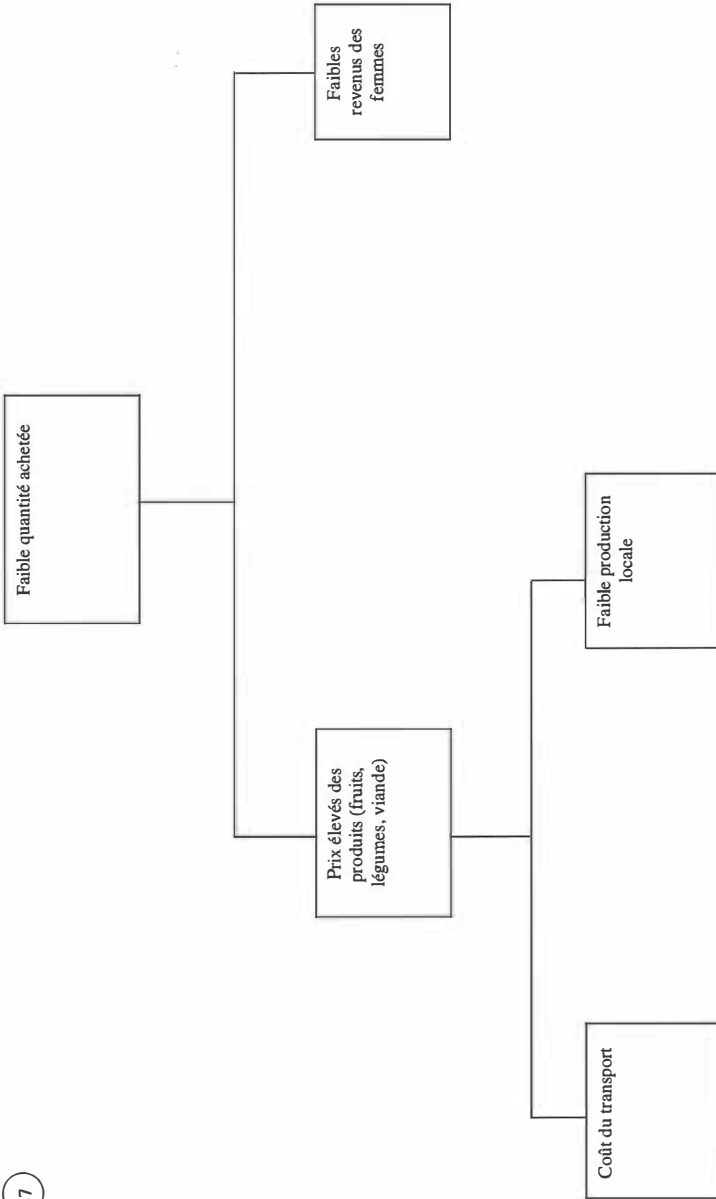 7
Faible quantité achetée
Prix élevés des
produits (fruits,
légumes, viande)
Faibles
revenus des
femmes
Coût du transport
Faible production
locale